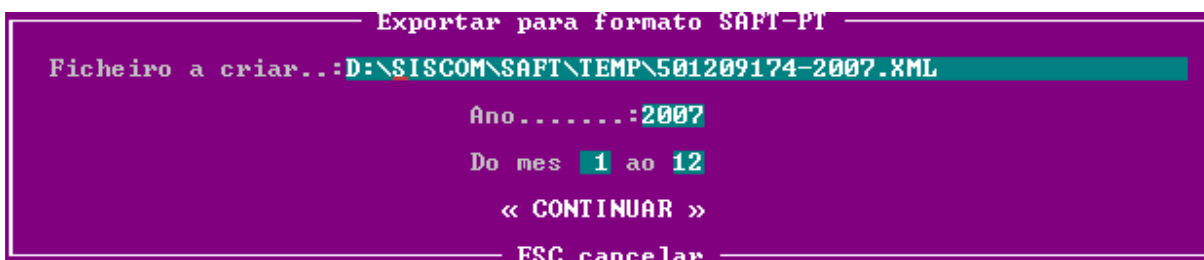 Exportar para formato SAFT-PT
Ficheiro a criar..:D:\SISCOM\SAFT\TEMP\501209174-2007.XML
Ano.......:2007
Do mes 1 ao 12
« CONTINUAR »
ESC cancelar